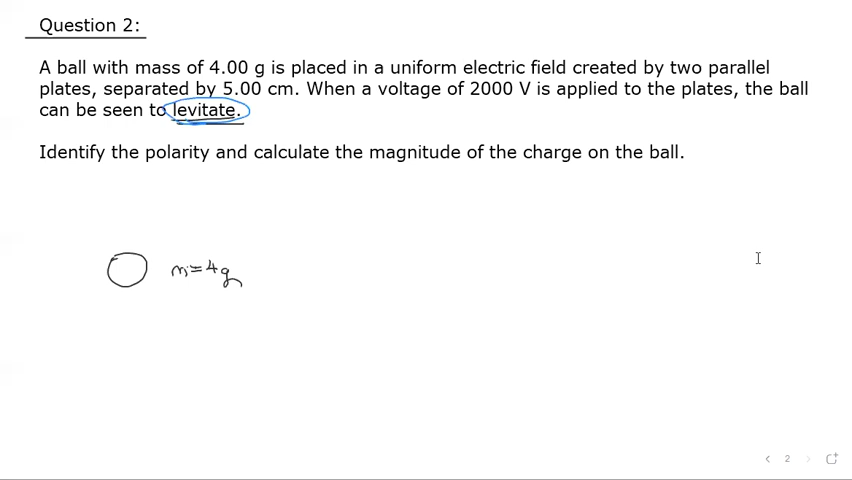 Question 2:
A ball with mass of 4.00 g is placed in a uniform electric field created by two parallel
plates, separated by 5.00 cm. When a voltage of 2000 V is applied to the plates, the ball
can be seen to levitate.
Identify the polarity and calculate the magnitude of the charge on the ball.
m=4g
2